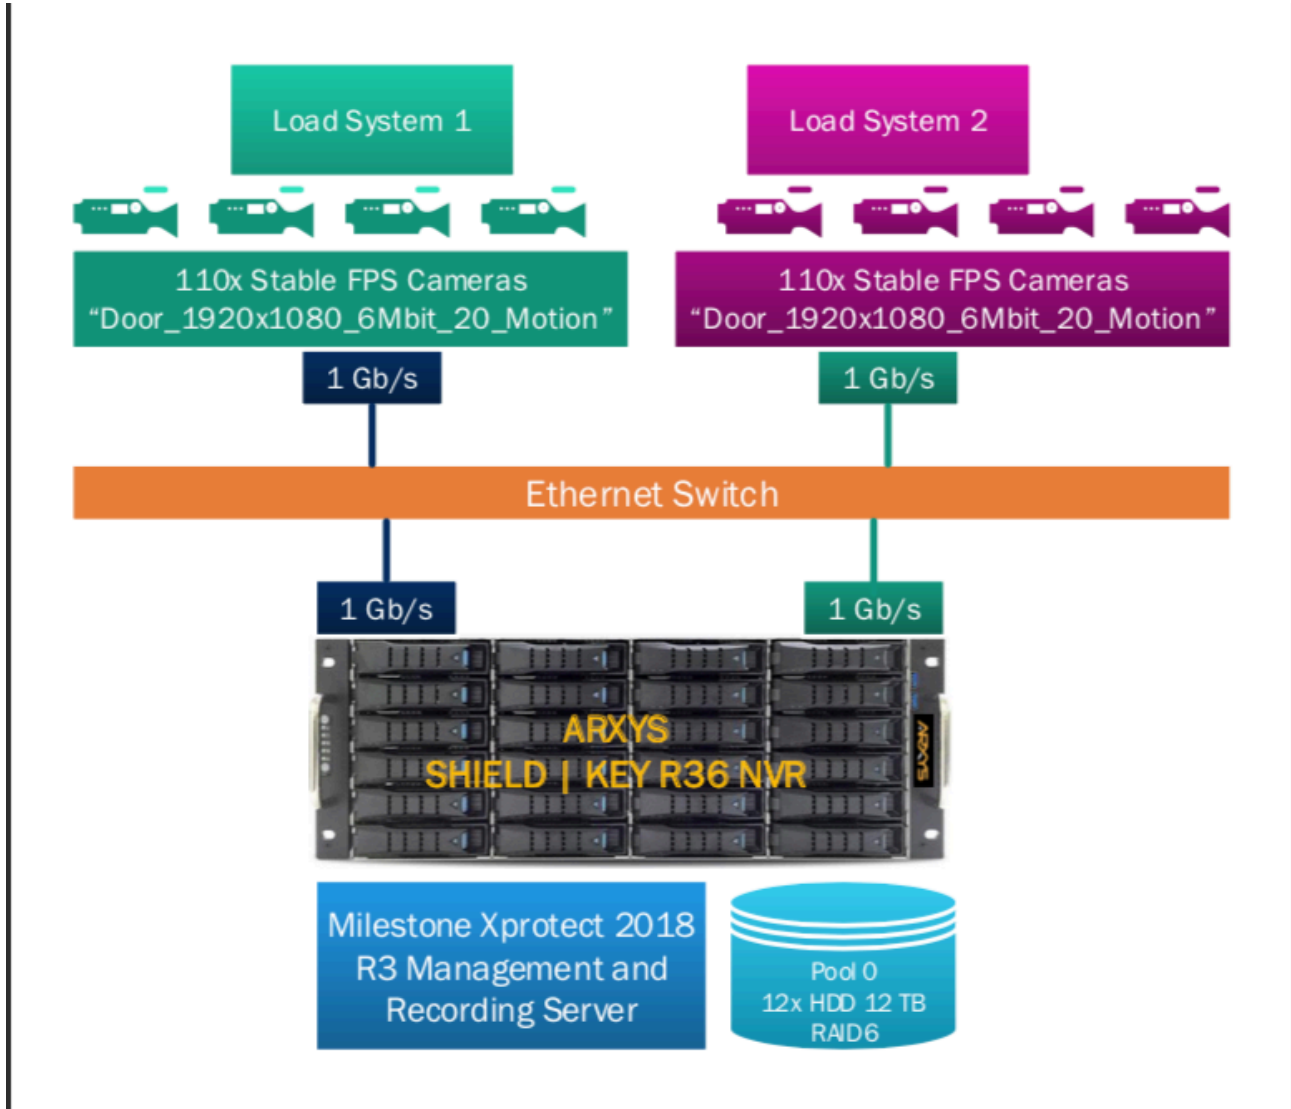 Load System 1
Load System 2
110x Stable FPS Cameras
“Door_1920x1080_6Mbit_20_Motion”
110x Stable FPS Cameras
“Door_1920x1080_6Mbit_20_Motion”
1 Gb/s
1 Gb/s
Ethernet Switch
1 Gb/s
1 Gb/s
ARXYS
SHIELD | KEY R36 NVR
ARXYS
Milestone Xprotect 2018
R3 Management and
Recording Server
Pool 0
12x HDD 12 TB
RAID6